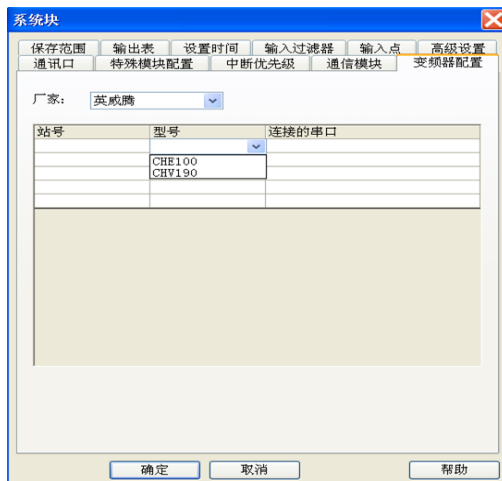 系统块
保存范围 输出表 设置时间 输入过滤器 输入点 高级设置
通讯口 特殊模块配置 中断优先级 通信模块 变频器配置
厂家: 英威腾
站号 型号 连接的串口
CHE100
CHV190
确定 取消 帮助